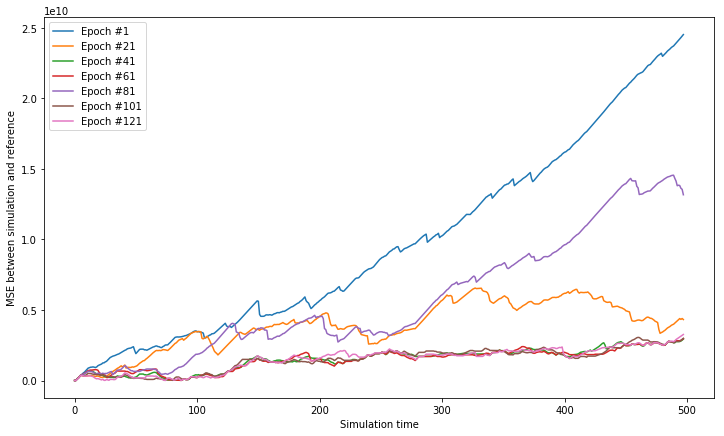 1e10
2.5
2.0
1.5
1.0
0.5
0.0
MSE between simulation and reference
Epoch #1
Epoch #21
Epoch #41
Epoch #61
Epoch #81
Epoch #101
Epoch #121
0 100 200 300 400 500
Simulation time